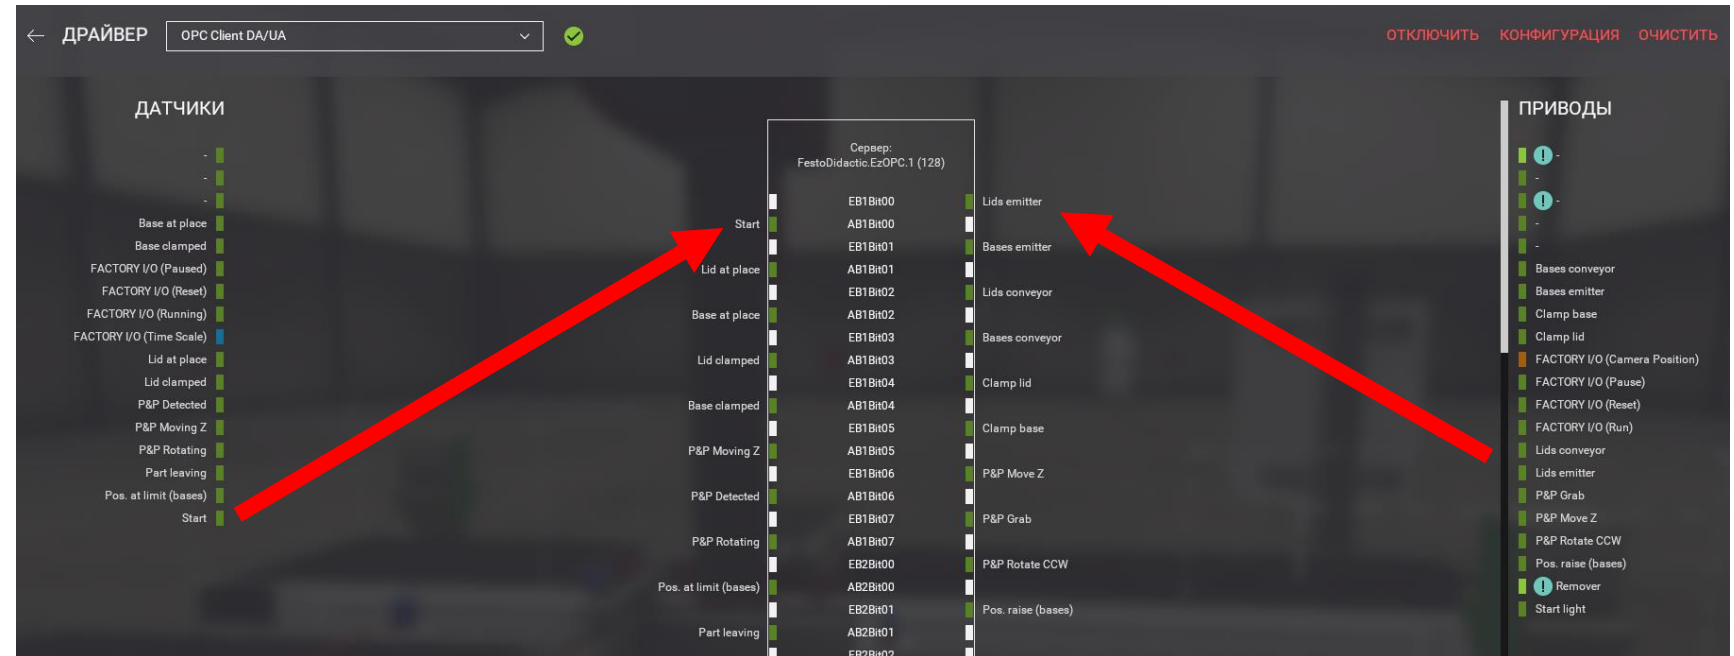 ← ДРАЙВЕР OPC Client DA/UA ОТКЛЮЧИТЬ КОНФИГУРАЦИЯ ОЧИСТИТЬ
ДАТЧИКИ
-
-
-
Base at place
Base clamped
FACTORY I/O (Paused)
FACTORY I/O (Reset)
FACTORY I/O (Running)
FACTORY I/O (Time Scale)
Lid at place
Lid clamped
P&P Detected
P&P Moving Z
P&P Rotating
Part leaving
Pos. at limit (bases)
Start
Сервер:
FestoDidactic.EzOPC.1 (128)
EB1Bit00 Lids emitter
Start AB1Bit00
EB1Bit01 Bases emitter
Lid at place AB1Bit01
EB1Bit02 Lids conveyor
Base at place AB1Bit02
EB1Bit03 Bases conveyor
Lid clamped AB1Bit03
EB1Bit04 Clamp lid
Base clamped AB1Bit04
EB1Bit05 Clamp base
P&P Moving Z AB1Bit05
EB1Bit06 P&P Move Z
P&P Detected AB1Bit06
EB1Bit07 P&P Grab
P&P Rotating AB1Bit07
EB2Bit00 P&P Rotate CCW
Pos. at limit (bases) AB2Bit00
EB2Bit01 Pos. raise (bases)
Part leaving AB2Bit01
EB2Bit02
ПРИВОДЫ
! -
-
! -
-
-
Bases conveyor
Bases emitter
Clamp base
Clamp lid
FACTORY I/O (Camera Position)
FACTORY I/O (Pause)
FACTORY I/O (Reset)
FACTORY I/O (Run)
Lids conveyor
Lids emitter
P&P Grab
P&P Move Z
P&P Rotate CCW
Pos. raise (bases)
! Remover
Start light